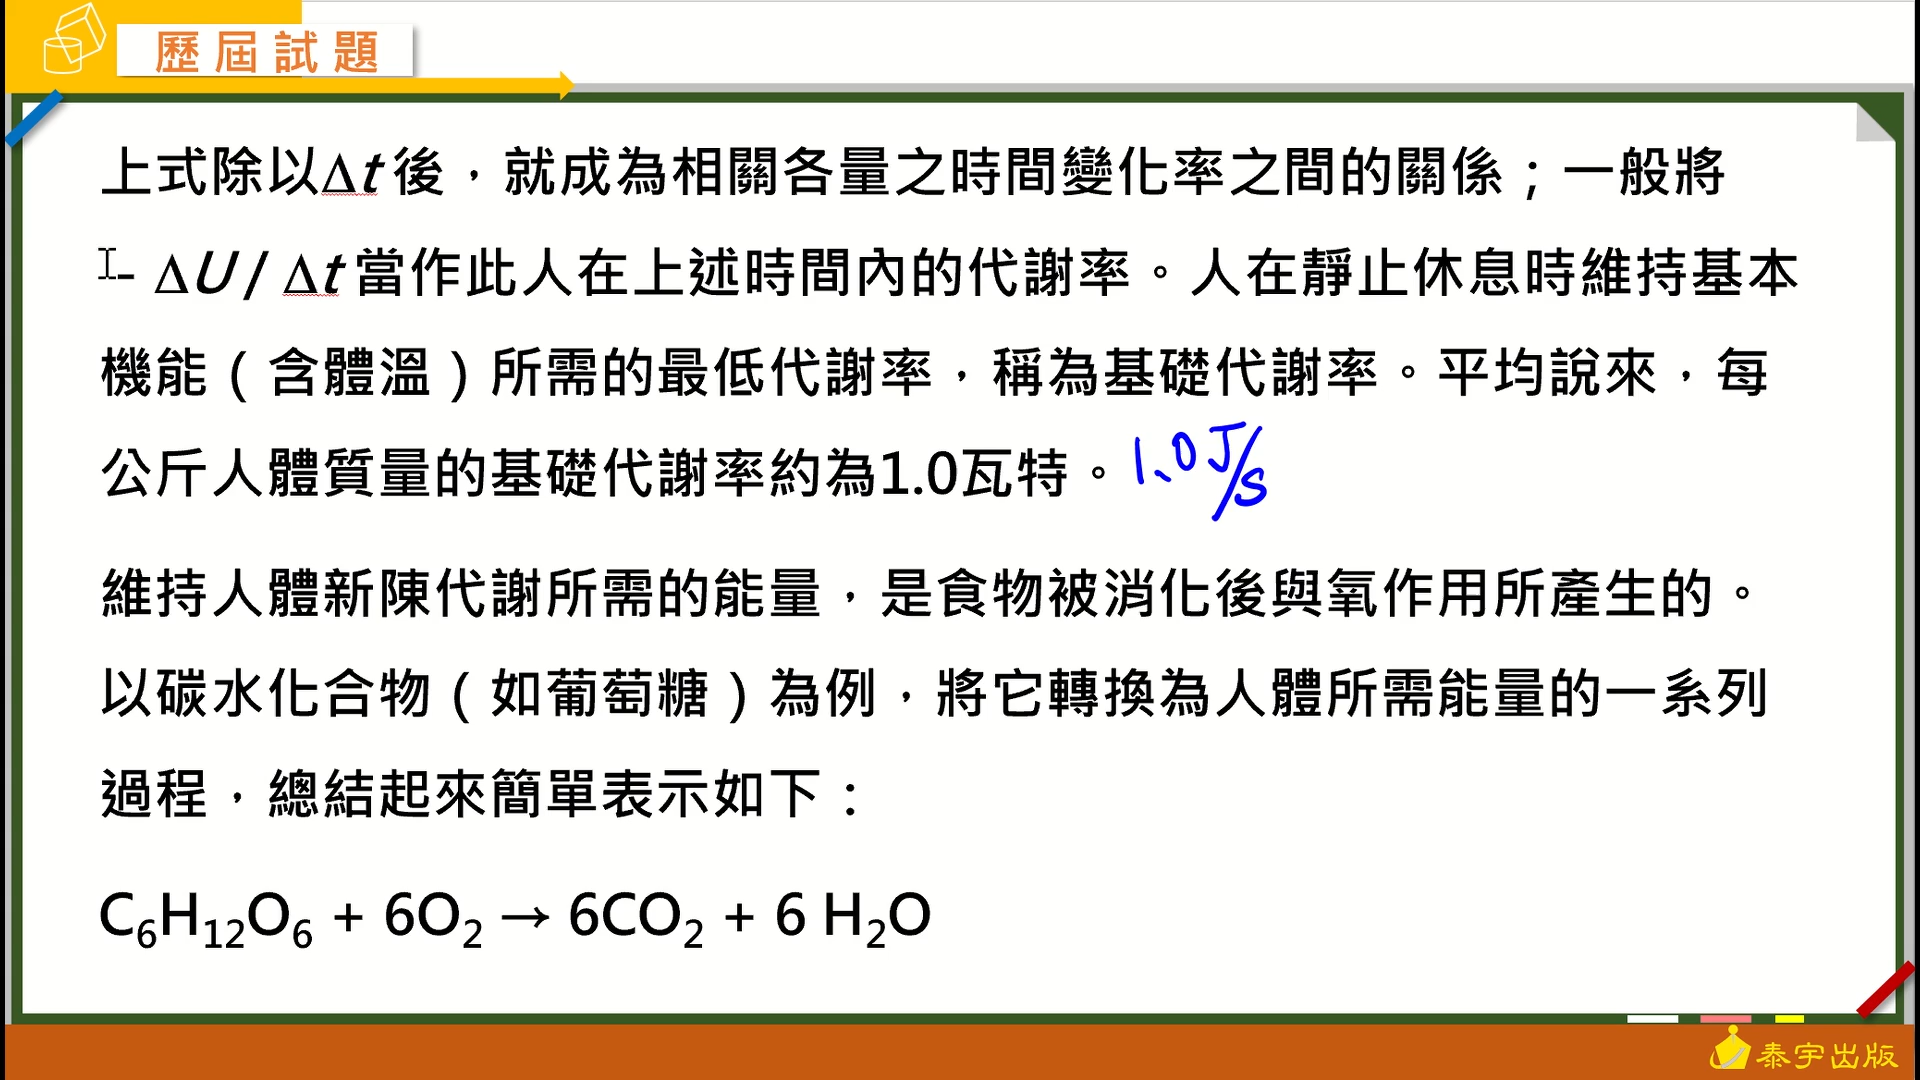 歷屆試題
上式除以Δt後，就成為相關各量之時間變化率之間的關係；一般將
- ΔU / Δt當作此人在上述時間內的代謝率。人在靜止休息時維持基本
機能（含體溫）所需的最低代謝率，稱為基礎代謝率。平均說來，每
公斤人體質量的基礎代謝率約為1.0瓦特。1.0 J/s
維持人體新陳代謝所需的能量，是食物被消化後與氧作用所產生的。
以碳水化合物（如葡萄糖）為例，將它轉換為人體所需能量的一系列
過程，總結起來簡單表示如下：
C₆H₁₂O₆ + 6O₂ → 6CO₂ + 6 H₂O
泰宇出版